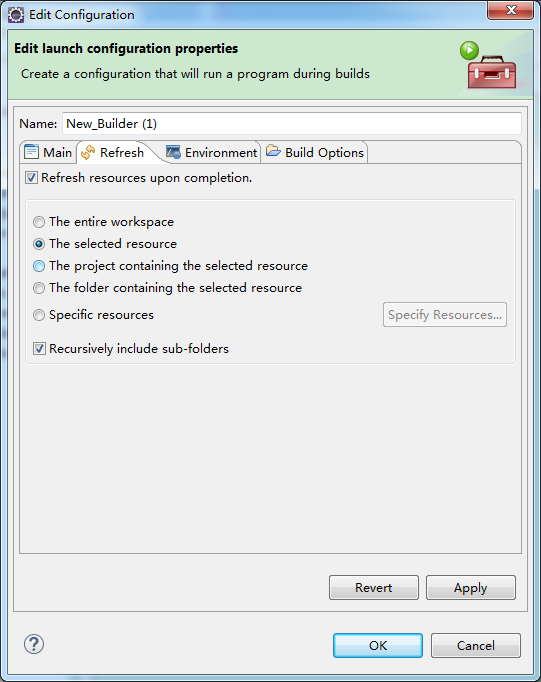 Edit Configuration
Edit launch configuration properties
Create a configuration that will run a program during builds
Name: New_Builder (1)
Main Refresh Environment Build Options
Refresh resources upon completion.
The entire workspace
The selected resource
The project containing the selected resource
The folder containing the selected resource
Specific resources Specify Resources...
Recursively include sub-folders
Revert Apply
? OK Cancel